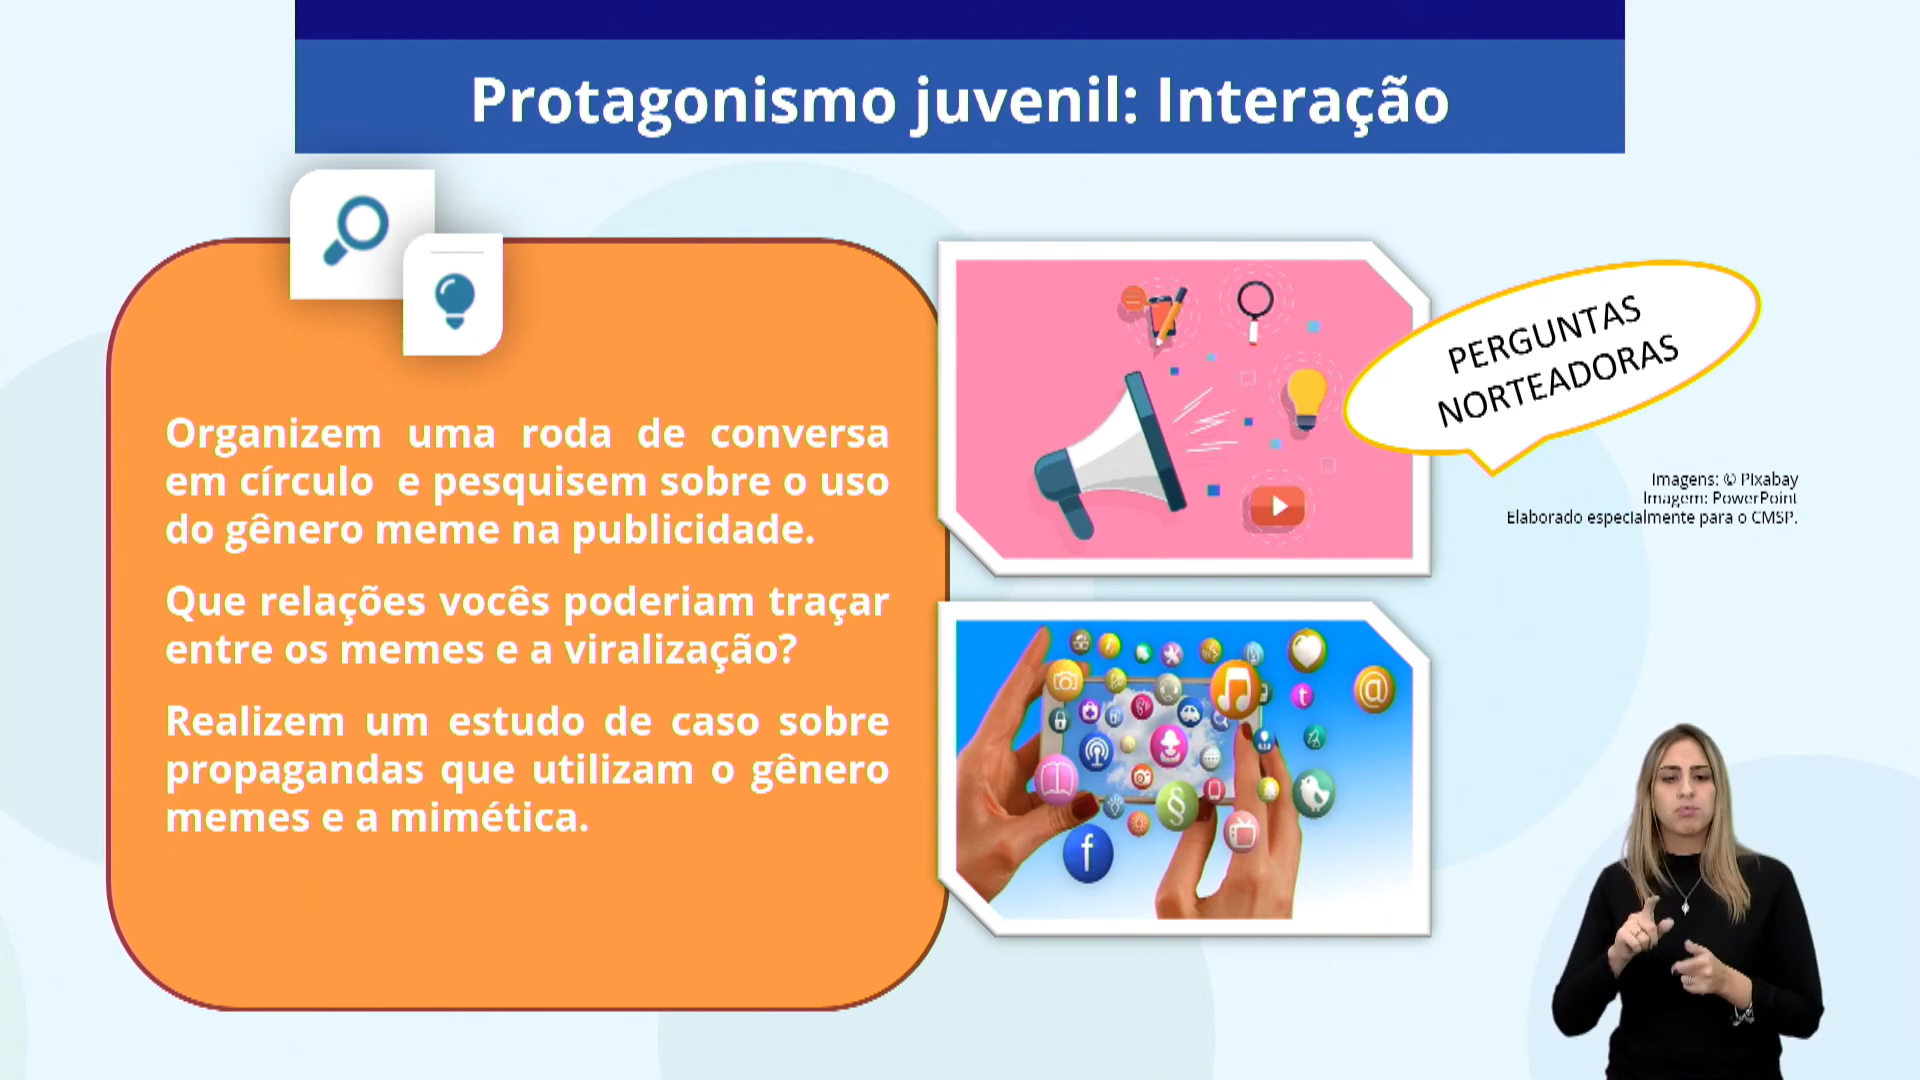 Protagonismo juvenil: Interação
Organizem uma roda de conversa
em círculo e pesquisem sobre o uso
do gênero meme na publicidade.
Que relações vocês poderiam traçar
entre os memes e a viralização?
Realizem um estudo de caso sobre
propagandas que utilizam o gênero
memes e a mimética.
PERGUNTAS
NORTEADORAS
Imagens: © Pixabay
Imagem: PowerPoint
Elaborado especialmente para o CMSP.